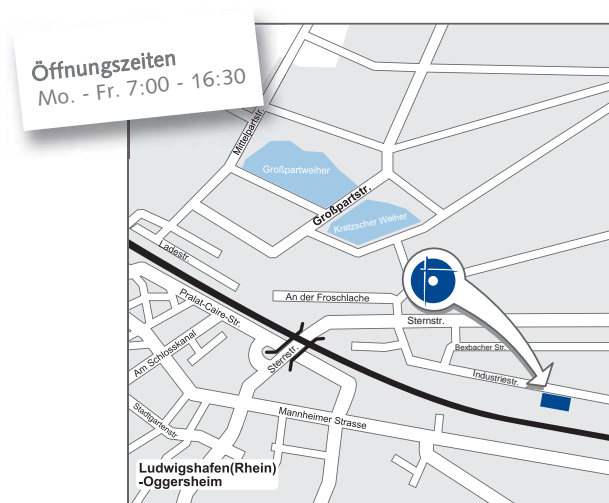 Öffnungszeiten
Mo. - Fr. 7:00 - 16:30
Mittelpartstr.
Großpartweiher
Großpartstr.
Kratzscher Weiher
Ladestr.
An der Froschlache
Pralat-Caire-Str.
Sternstr.
Bexbacher Str.
Am Schlosskanal
Sternstr.
Industriestr.
Stadtgartenstr
Mannheimer Strasse
Ludwigshafen(Rhein)
-Oggersheim